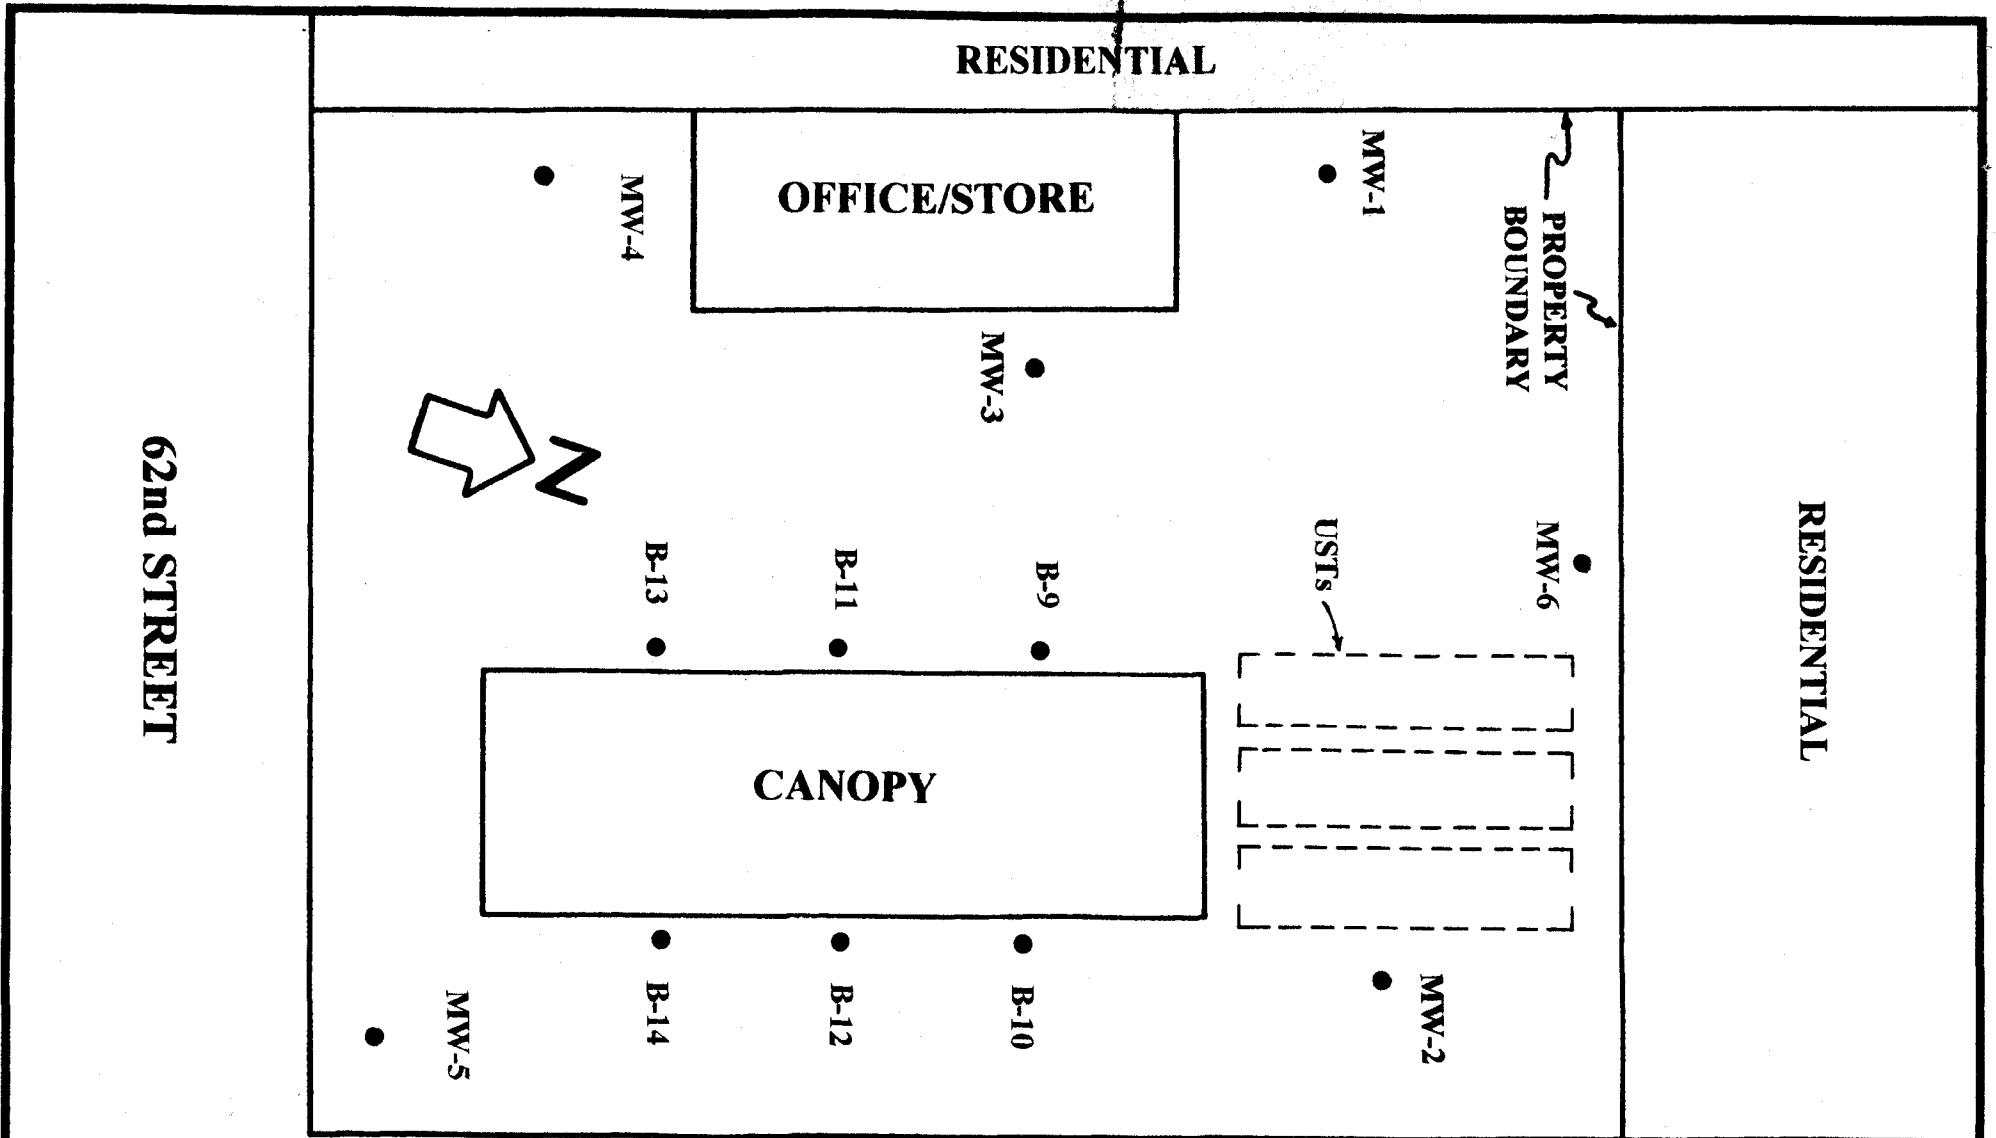 RESIDENTIAL
OFFICE/STORE
MW-1
MW-4
PROPERTY
BOUNDARY
MW-3
N
62nd STREET
RESIDENTIAL
B-13
B-11
B-9
USTs
MW-6
CANOPY
MW-5
B-14
B-12
B-10
MW-2